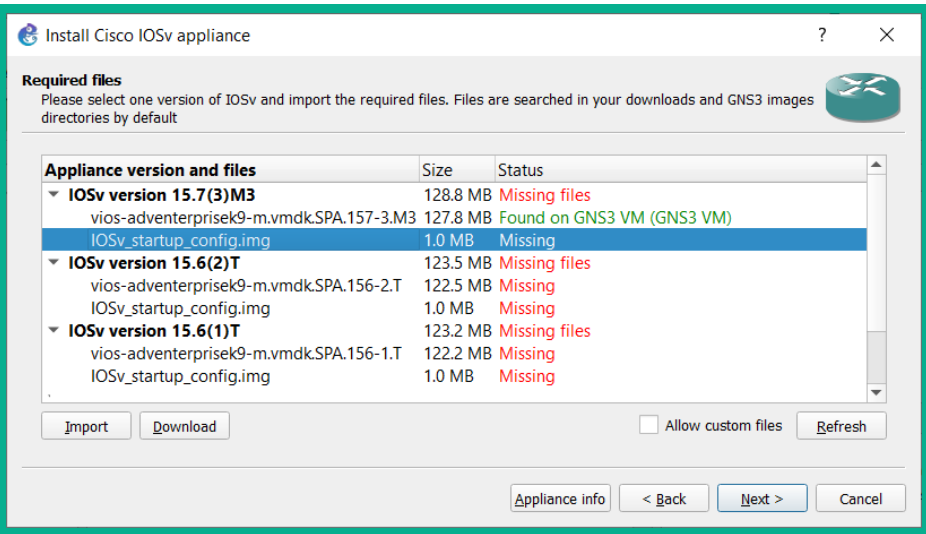 Install Cisco IOSv appliance
Required files
Please select one version of IOSv and import the required files. Files are searched in your downloads and GNS3 images
directories by default
Appliance version and files Size Status
IOSv version 15.7(3)M3 128.8 MB Missing files
vios-adventerprisek9-m.vmdk.SPA.157-3.M3 127.8 MB Found on GNS3 VM (GNS3 VM)
IOSv_startup_config.img 1.0 MB Missing
IOSv version 15.6(2)T 123.5 MB Missing files
vios-adventerprisek9-m.vmdk.SPA.156-2.T 122.5 MB Missing
IOSv_startup_config.img 1.0 MB Missing
IOSv version 15.6(1)T 123.2 MB Missing files
vios-adventerprisek9-m.vmdk.SPA.156-1.T 122.2 MB Missing
IOSv_startup_config.img 1.0 MB Missing
Import Download Allow custom files Refresh
Appliance info < Back Next > Cancel